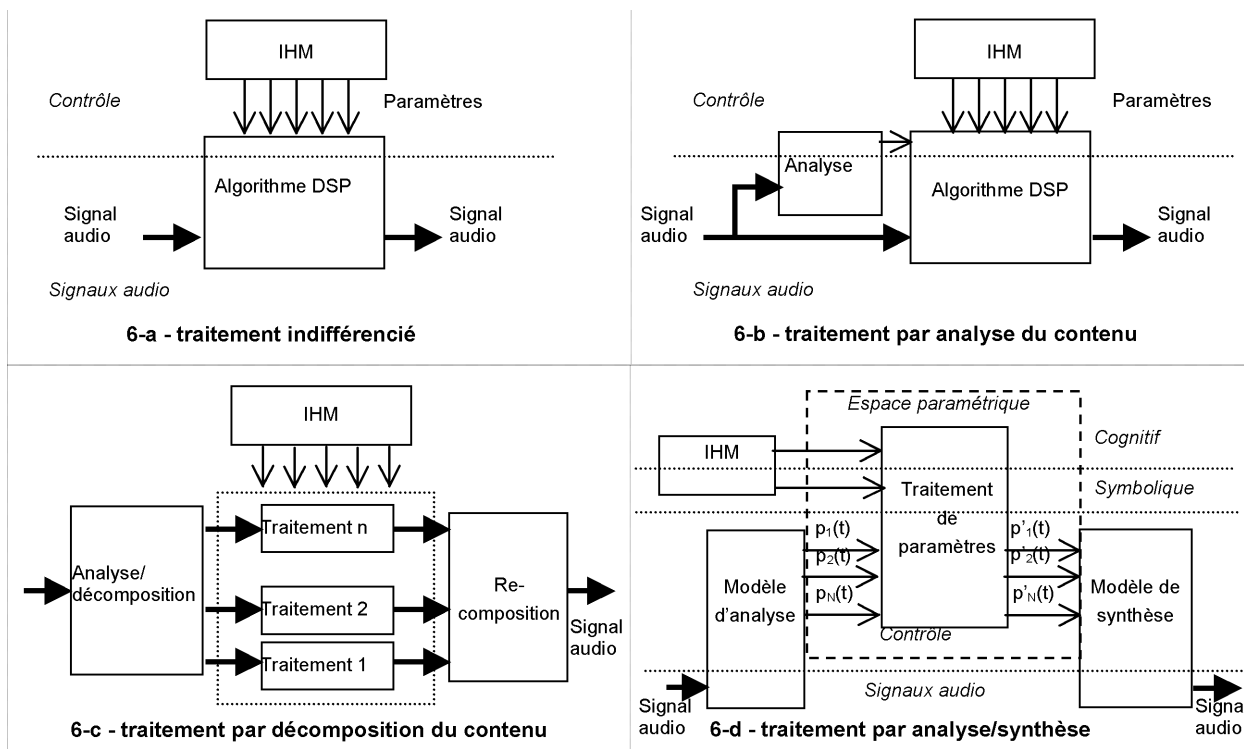 IHM
Contrôle
Paramètres
Algorithme DSP
Signal
audio
Signal
audio
Signaux audio
6-a - traitement indifférencié
IHM
Contrôle
Paramètres
Analyse
Algorithme DSP
Signal
audio
Signal
audio
Signaux audio
6-b - traitement par analyse du contenu
IHM
Analyse/
décomposition
Traitement n
Traitement 2
Traitement 1
Re-
composition
Signal
audio
6-c - traitement par décomposition du contenu
Espace paramétrique
Cognitif
IHM
Symbolique
Traitement
de
paramètres
p1(t)
p2(t)
pN(t)
p'1(t)
p'2(t)
p'N(t)
Modèle
d'analyse
Modèle de
synthèse
Contrôle
Signaux audio
Signal
audio
Signal
audio
6-d - traitement par analyse/synthèse